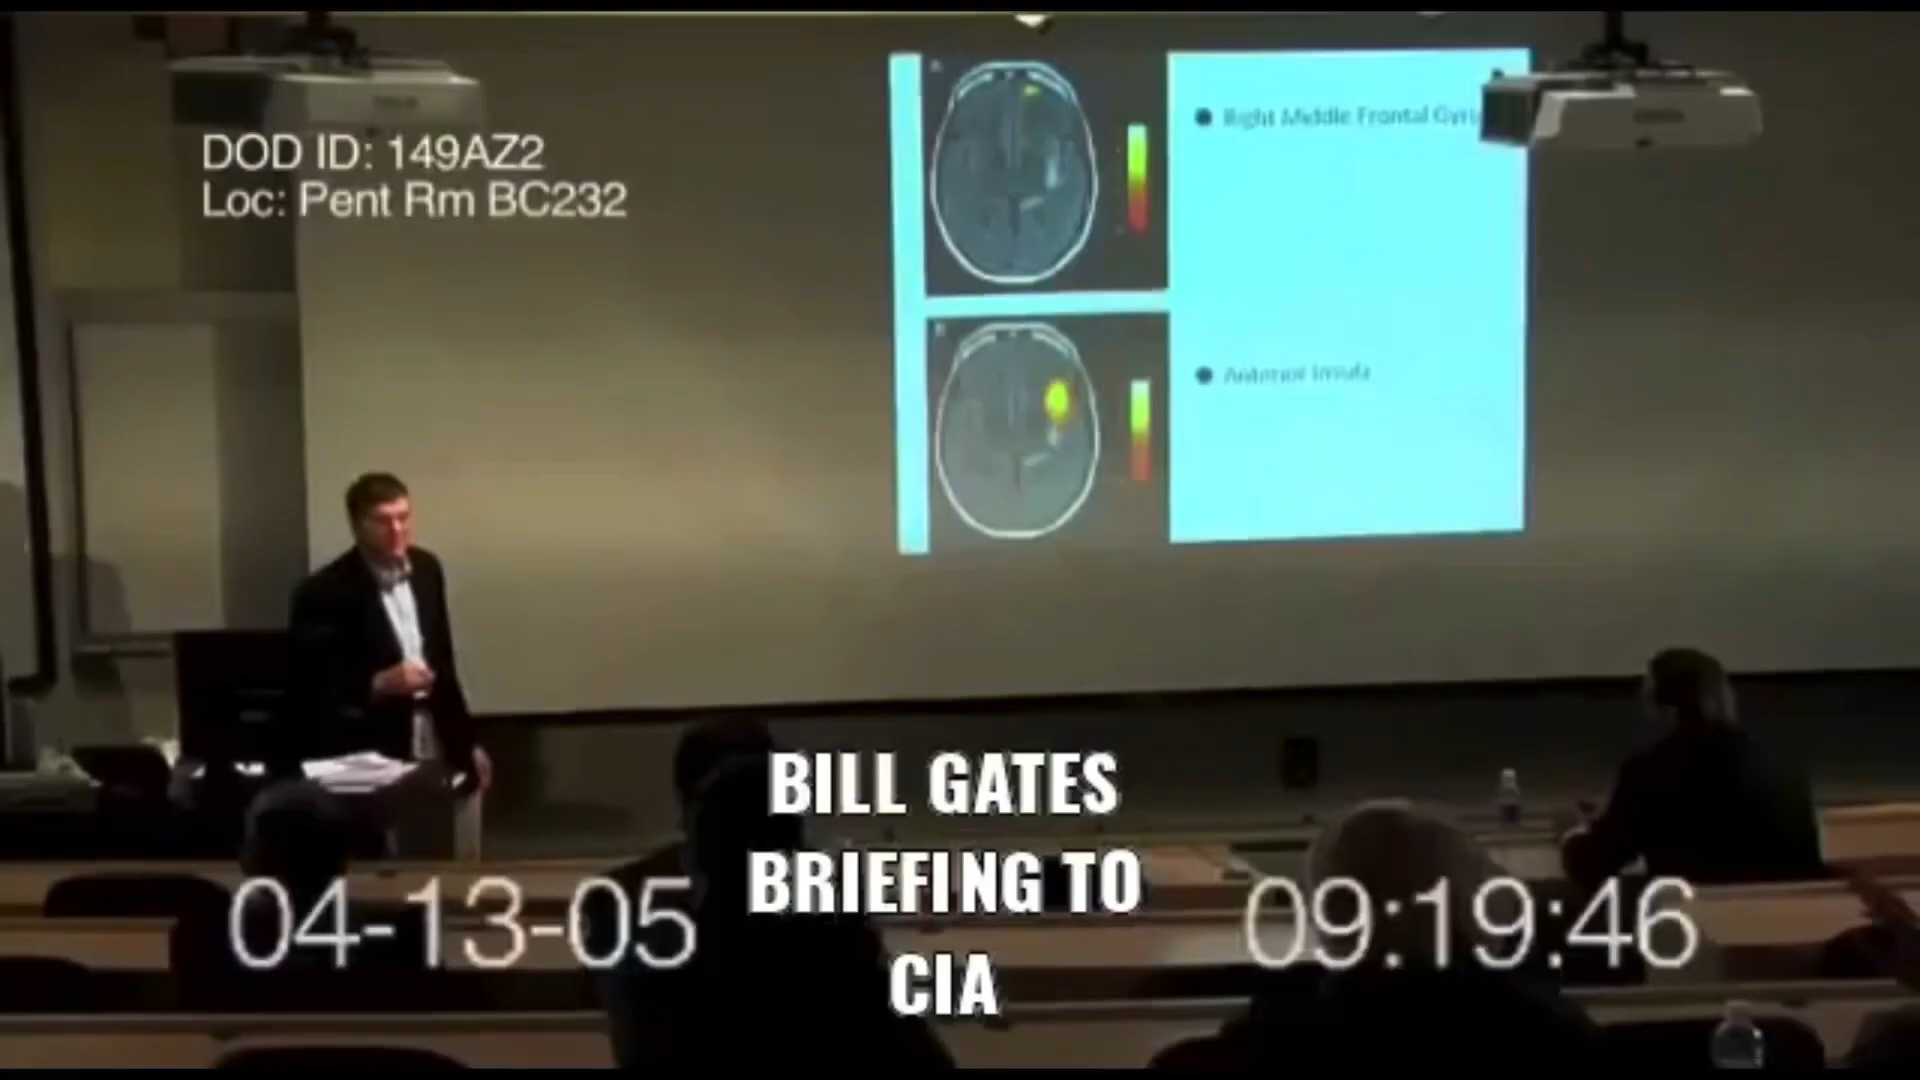 DOD ID: 149AZ2
Loc: Pent Rm BC232
Right Middle Frontal
Anterior Insula
BILL GATES
BRIEFING TO
CIA
04-13-05
09:19:46